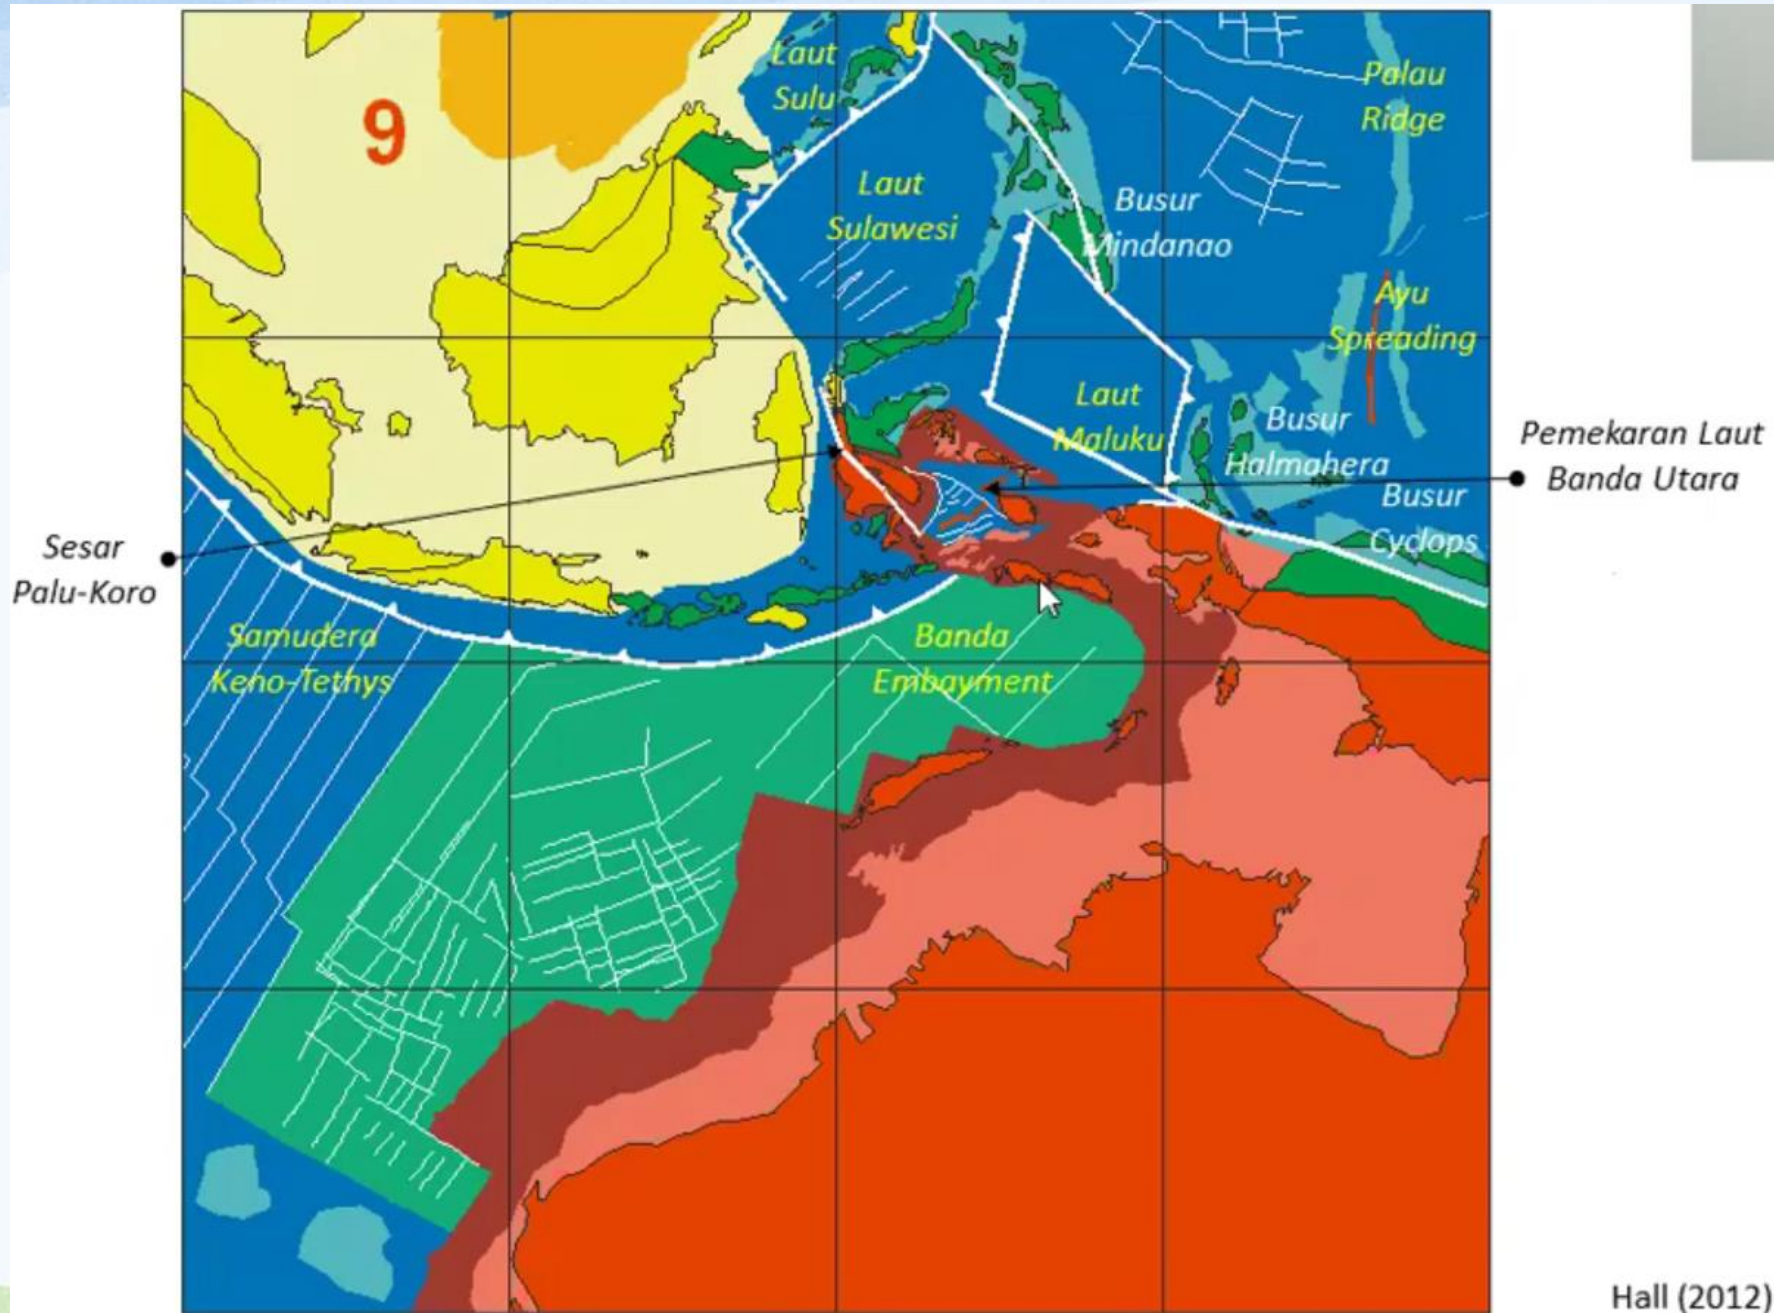 9
Laut
Sulu
Palau
Ridge
Laut
Sulawesi
Busur
Mindanao
Ayu
Spreading
Laut
Maluku
Busur
Halmahera
Pemekaran Laut
Banda Utara
Busur
Cyclops
Sesar
Palu-Koro
Samudera
Keno-Tethys
Banda
Embayment
Hall (2012)